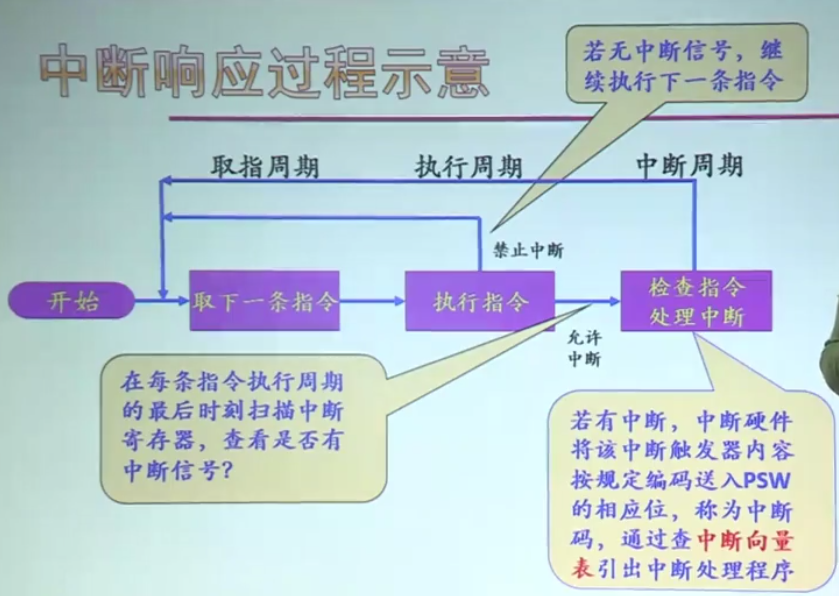 中断响应过程示意
若无中断信号，继
续执行下一条指令
取指周期
执行周期
中断周期
禁止中断
开始
取下一条指令
执行指令
检查指令
处理中断
允许
中断
在每条指令执行周期
的最后时刻扫描中断
寄存器，查看是否有
中断信号？
若有中断，中断硬件
将该中断触发器内容
按规定编码送入PSW
的相应位，称为中断
码，通过查中断向量
表引出中断处理程序